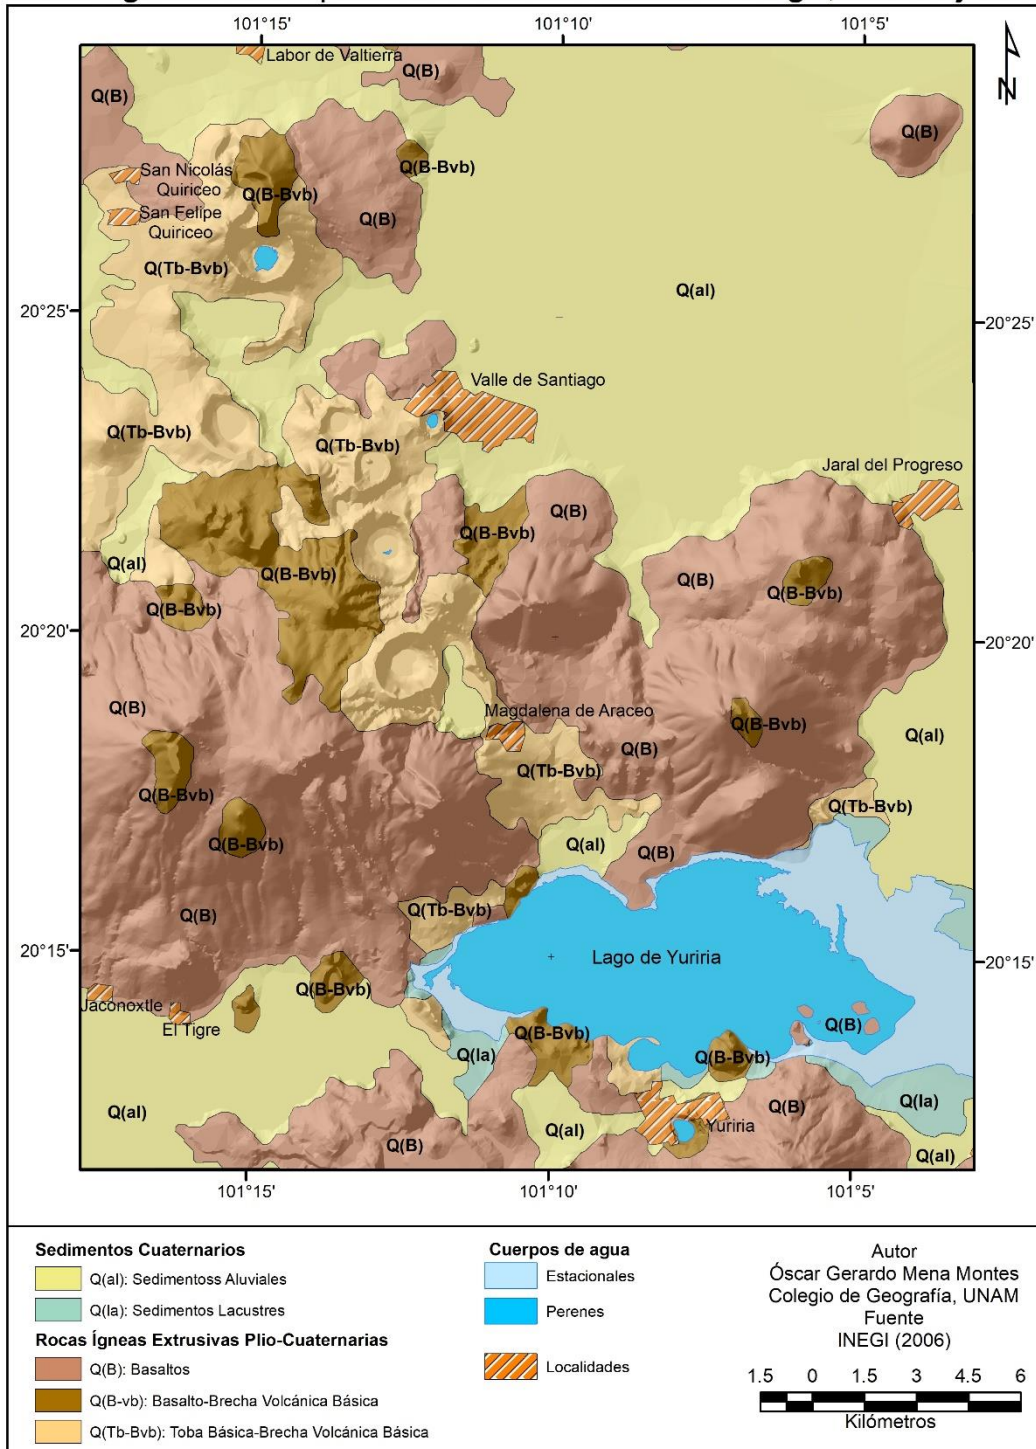 101°15'
101°10'
101°5'
Labor de Valtierra
N
Q(B)
Q(B)
Q(B)
San Nicolás
Quiriceo
Q(B-Bvb)
Q(B-Bvb)
San Felipe
Quiriceo
Q(B)
Q(Tb-Bvb)
Q(al)
20°25'
20°25'
Valle de Santiago
Q(Tb-Bvb)
Q(Tb-Bvb)
Jaral del Progreso
Q(B)
Q(B-Bvb)
Q(al)
Q(B-Bvb)
Q(B)
Q(B-Bvb)
Q(B-Bvb)
20°20'
20°20'
Q(B)
Magdalena de Araceo
Q(B-Bvb)
Q(al)
Q(B)
Q(Tb-Bvb)
Q(B-Bvb)
Q(Tb-Bvb)
Q(B-Bvb)
Q(al)
Q(B)
Q(Tb-Bvb)
Q(B)
20°15'
Lago de Yuriria
20°15'
Q(B-Bvb)
Jaconoxtle
El Tigre
Q(B-Bvb)
Q(B)
Q(la)
Q(B-Bvb)
Q(al)
Q(B)
Q(la)
Q(B)
Q(al)
Yuriria
Q(al)
101°15'
101°10'
101°5'
Sedimentos Cuaternarios
Q(al): Sedimentoss Aluviales
Q(la): Sedimentos Lacustres
Rocas Ígneas Extrusivas Plio-Cuaternarias
Q(B): Basaltos
Q(B-vb): Basalto-Brecha Volcánica Básica
Q(Tb-Bvb): Toba Básica-Brecha Volcánica Básica
Cuerpos de agua
Estacionales
Perenes
Localidades
Autor
Óscar Gerardo Mena Montes
Colegio de Geografía, UNAM
Fuente
INEGI (2006)
1.5 0 1.5 3 4.5 6
Kilómetros